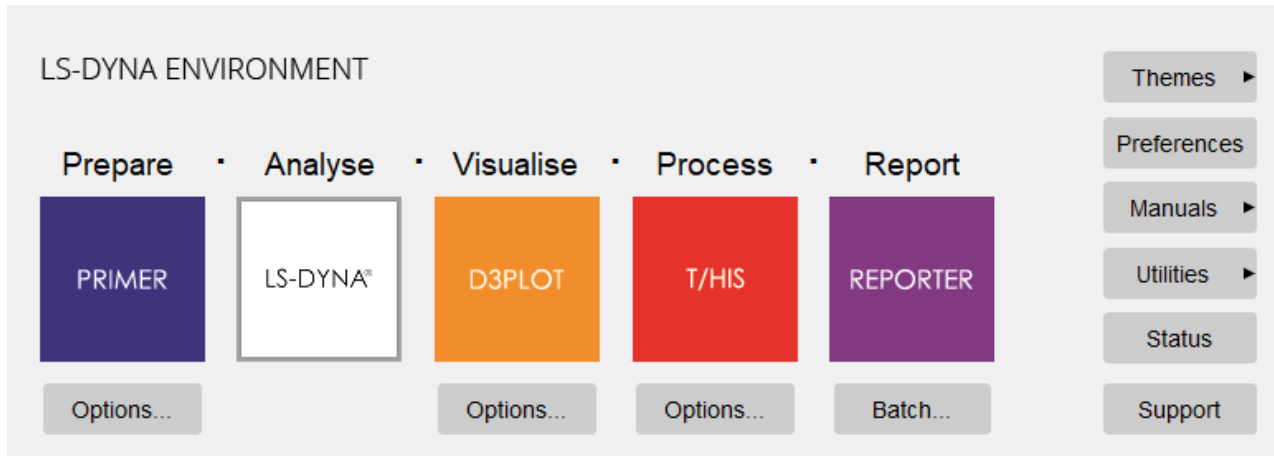 LS-DYNA ENVIRONMENT
Themes
Preferences
Prepare · Analyse · Visualise · Process · Report
Manuals
PRIMER LS-DYNA® D3PLOT T/HIS REPORTER
Utilities
Status
Options... Options... Options... Batch... Support